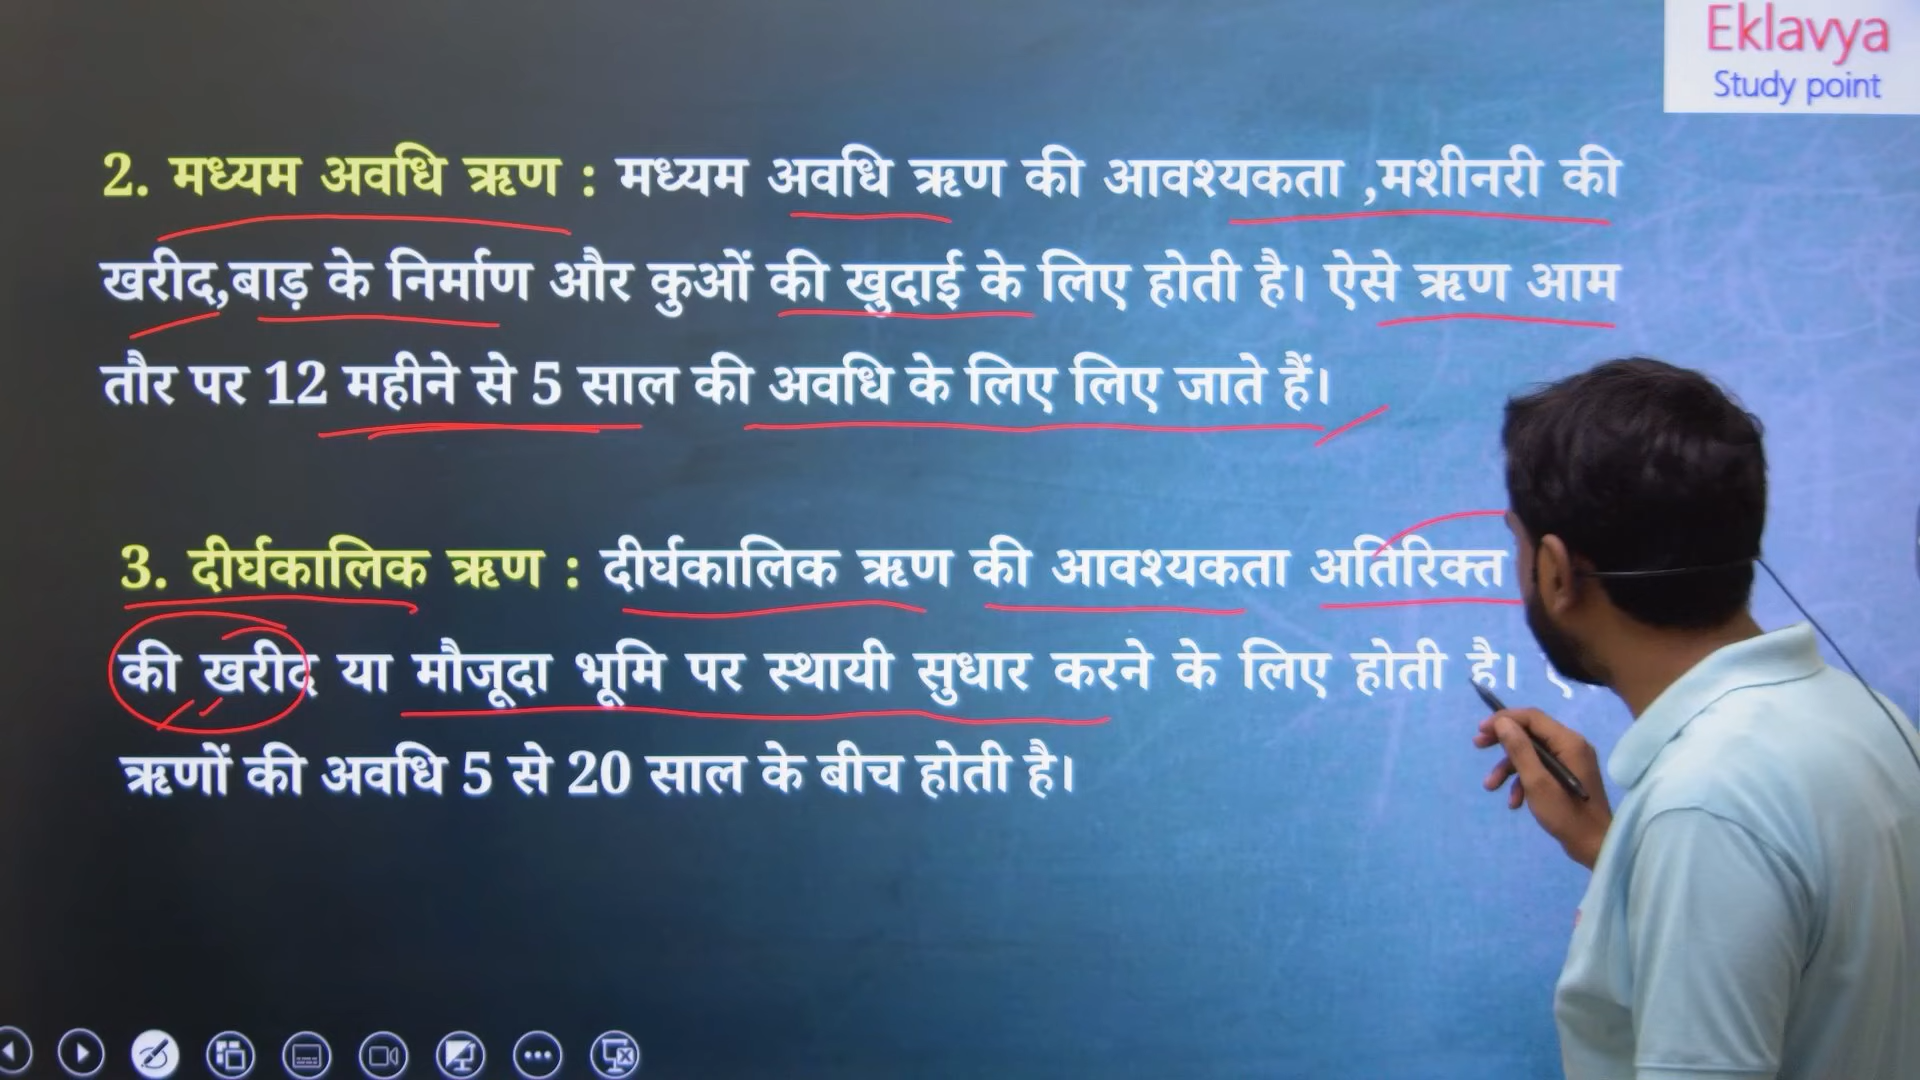 Eklavya
Study point
2. मध्यम अवधि ऋण : मध्यम अवधि ऋण की आवश्यकता ,मशीनरी की
खरीद,बाड़ के निर्माण और कुओं की खुदाई के लिए होती है। ऐसे ऋण आम
तौर पर 12 महीने से 5 साल की अवधि के लिए लिए जाते हैं।
3. दीर्घकालिक ऋण : दीर्घकालिक ऋण की आवश्यकता अतिरिक्त
की खरीद या मौजूदा भूमि पर स्थायी सुधार करने के लिए होती है।
ऋणों की अवधि 5 से 20 साल के बीच होती है।